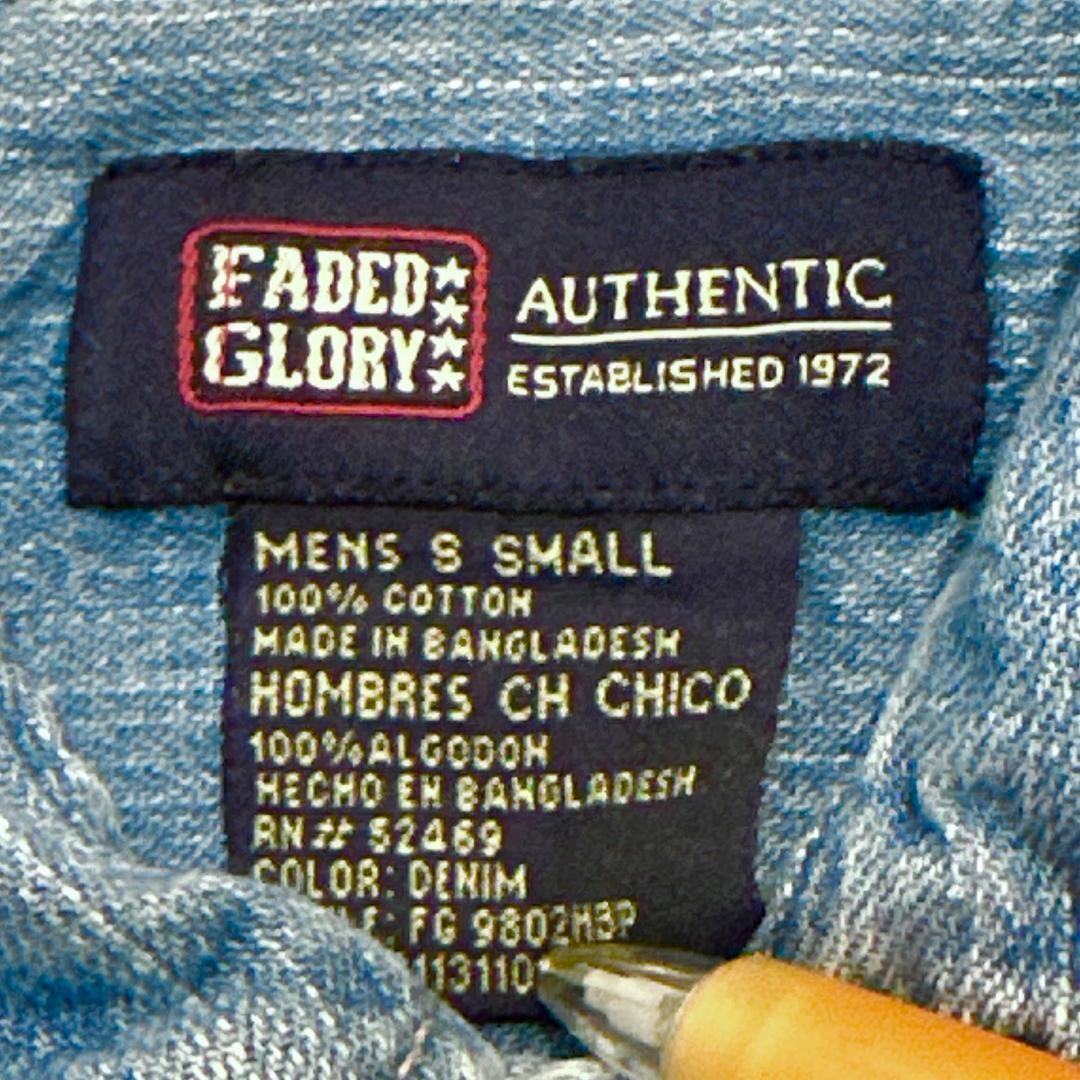 FADED
GLORY
AUTHENTIC
ESTABLISHED 1972
MENS S SMALL
100% COTTON
MADE IN BANGLADESH
HOMBRES CH CHICO
100% ALGODON
HECHO EN BANGLADESH
RN# 52469
COLOR: DENIM
FG 9802HBP